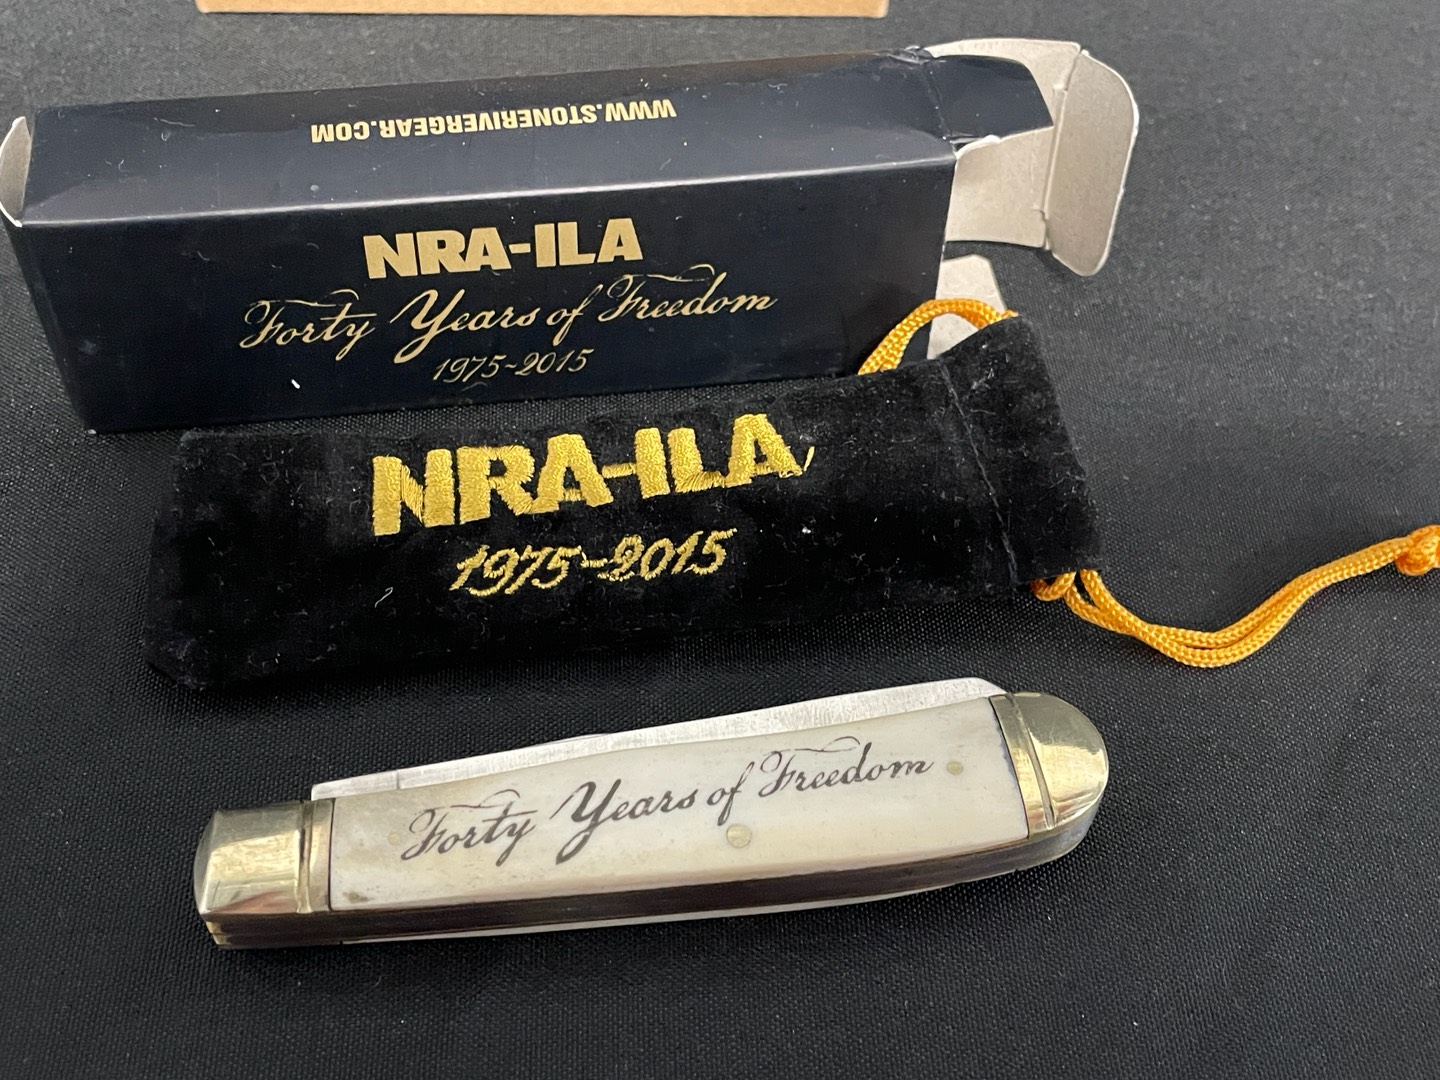 WWW.STONERIVERGEAR.COM
NRA-ILA
Forty Years of Freedom
1975~2015
NRA-ILA
1975~2015
Forty Years of Freedom